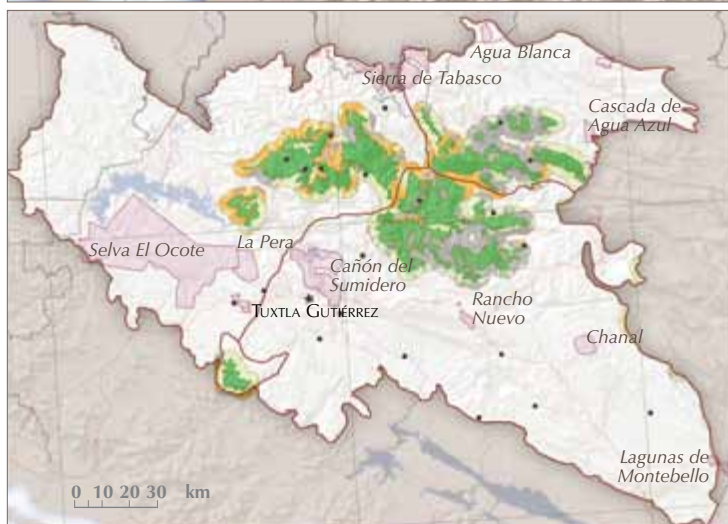 Agua Blanca
Sierra de Tabasco
Cascada de
Agua Azul
Selva El Ocote
La Pera
Cañón del
Sumidero
Tuxtla Gutiérrez
Rancho
Nuevo
Chanal
Lagunas de
Montebello
0 10 20 30 km